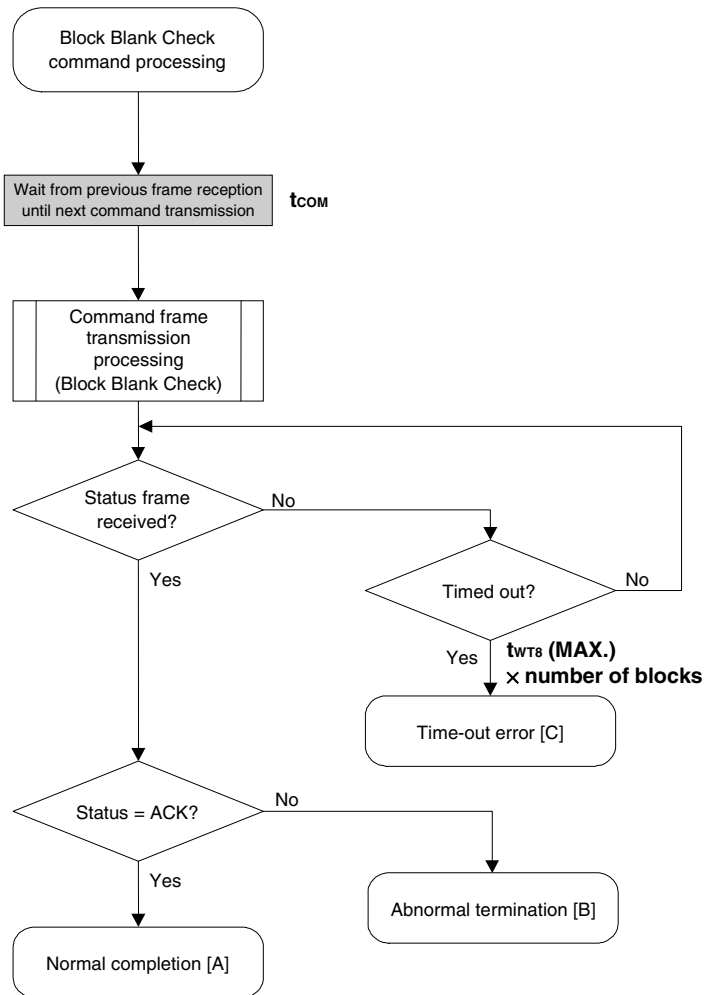 Block Blank Check
command processing
Wait from previous frame reception
until next command transmission
tCOM
Command frame
transmission
processing
(Block Blank Check)
Status frame
received?
No
Yes
Timed out?
No
Yes
tWT8 (MAX.)
× number of blocks
Time-out error [C]
Status = ACK?
No
Yes
Abnormal termination [B]
Normal completion [A]